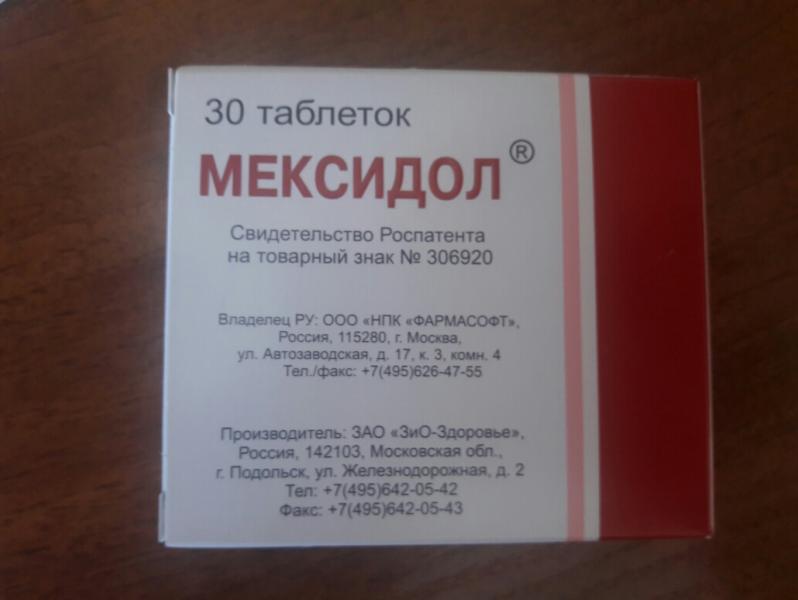 30 таблеток
МЕКСИДОЛ®
Свидетельство Роспатента
на товарный знак № 306920
Владелец РУ: ООО «НПК «ФАРМАСОФТ»,
Россия, 115280, г. Москва,
ул. Автозаводская, д. 17, к. 3, комн. 4
Тел./факс: +7(495)626-47-55
Производитель: ЗАО «ЗиО-Здоровье»,
Россия, 142103, Московская обл.,
г. Подольск, ул. Железнодорожная, д. 2
Тел: +7(495)642-05-42
Факс: +7(495)642-05-43